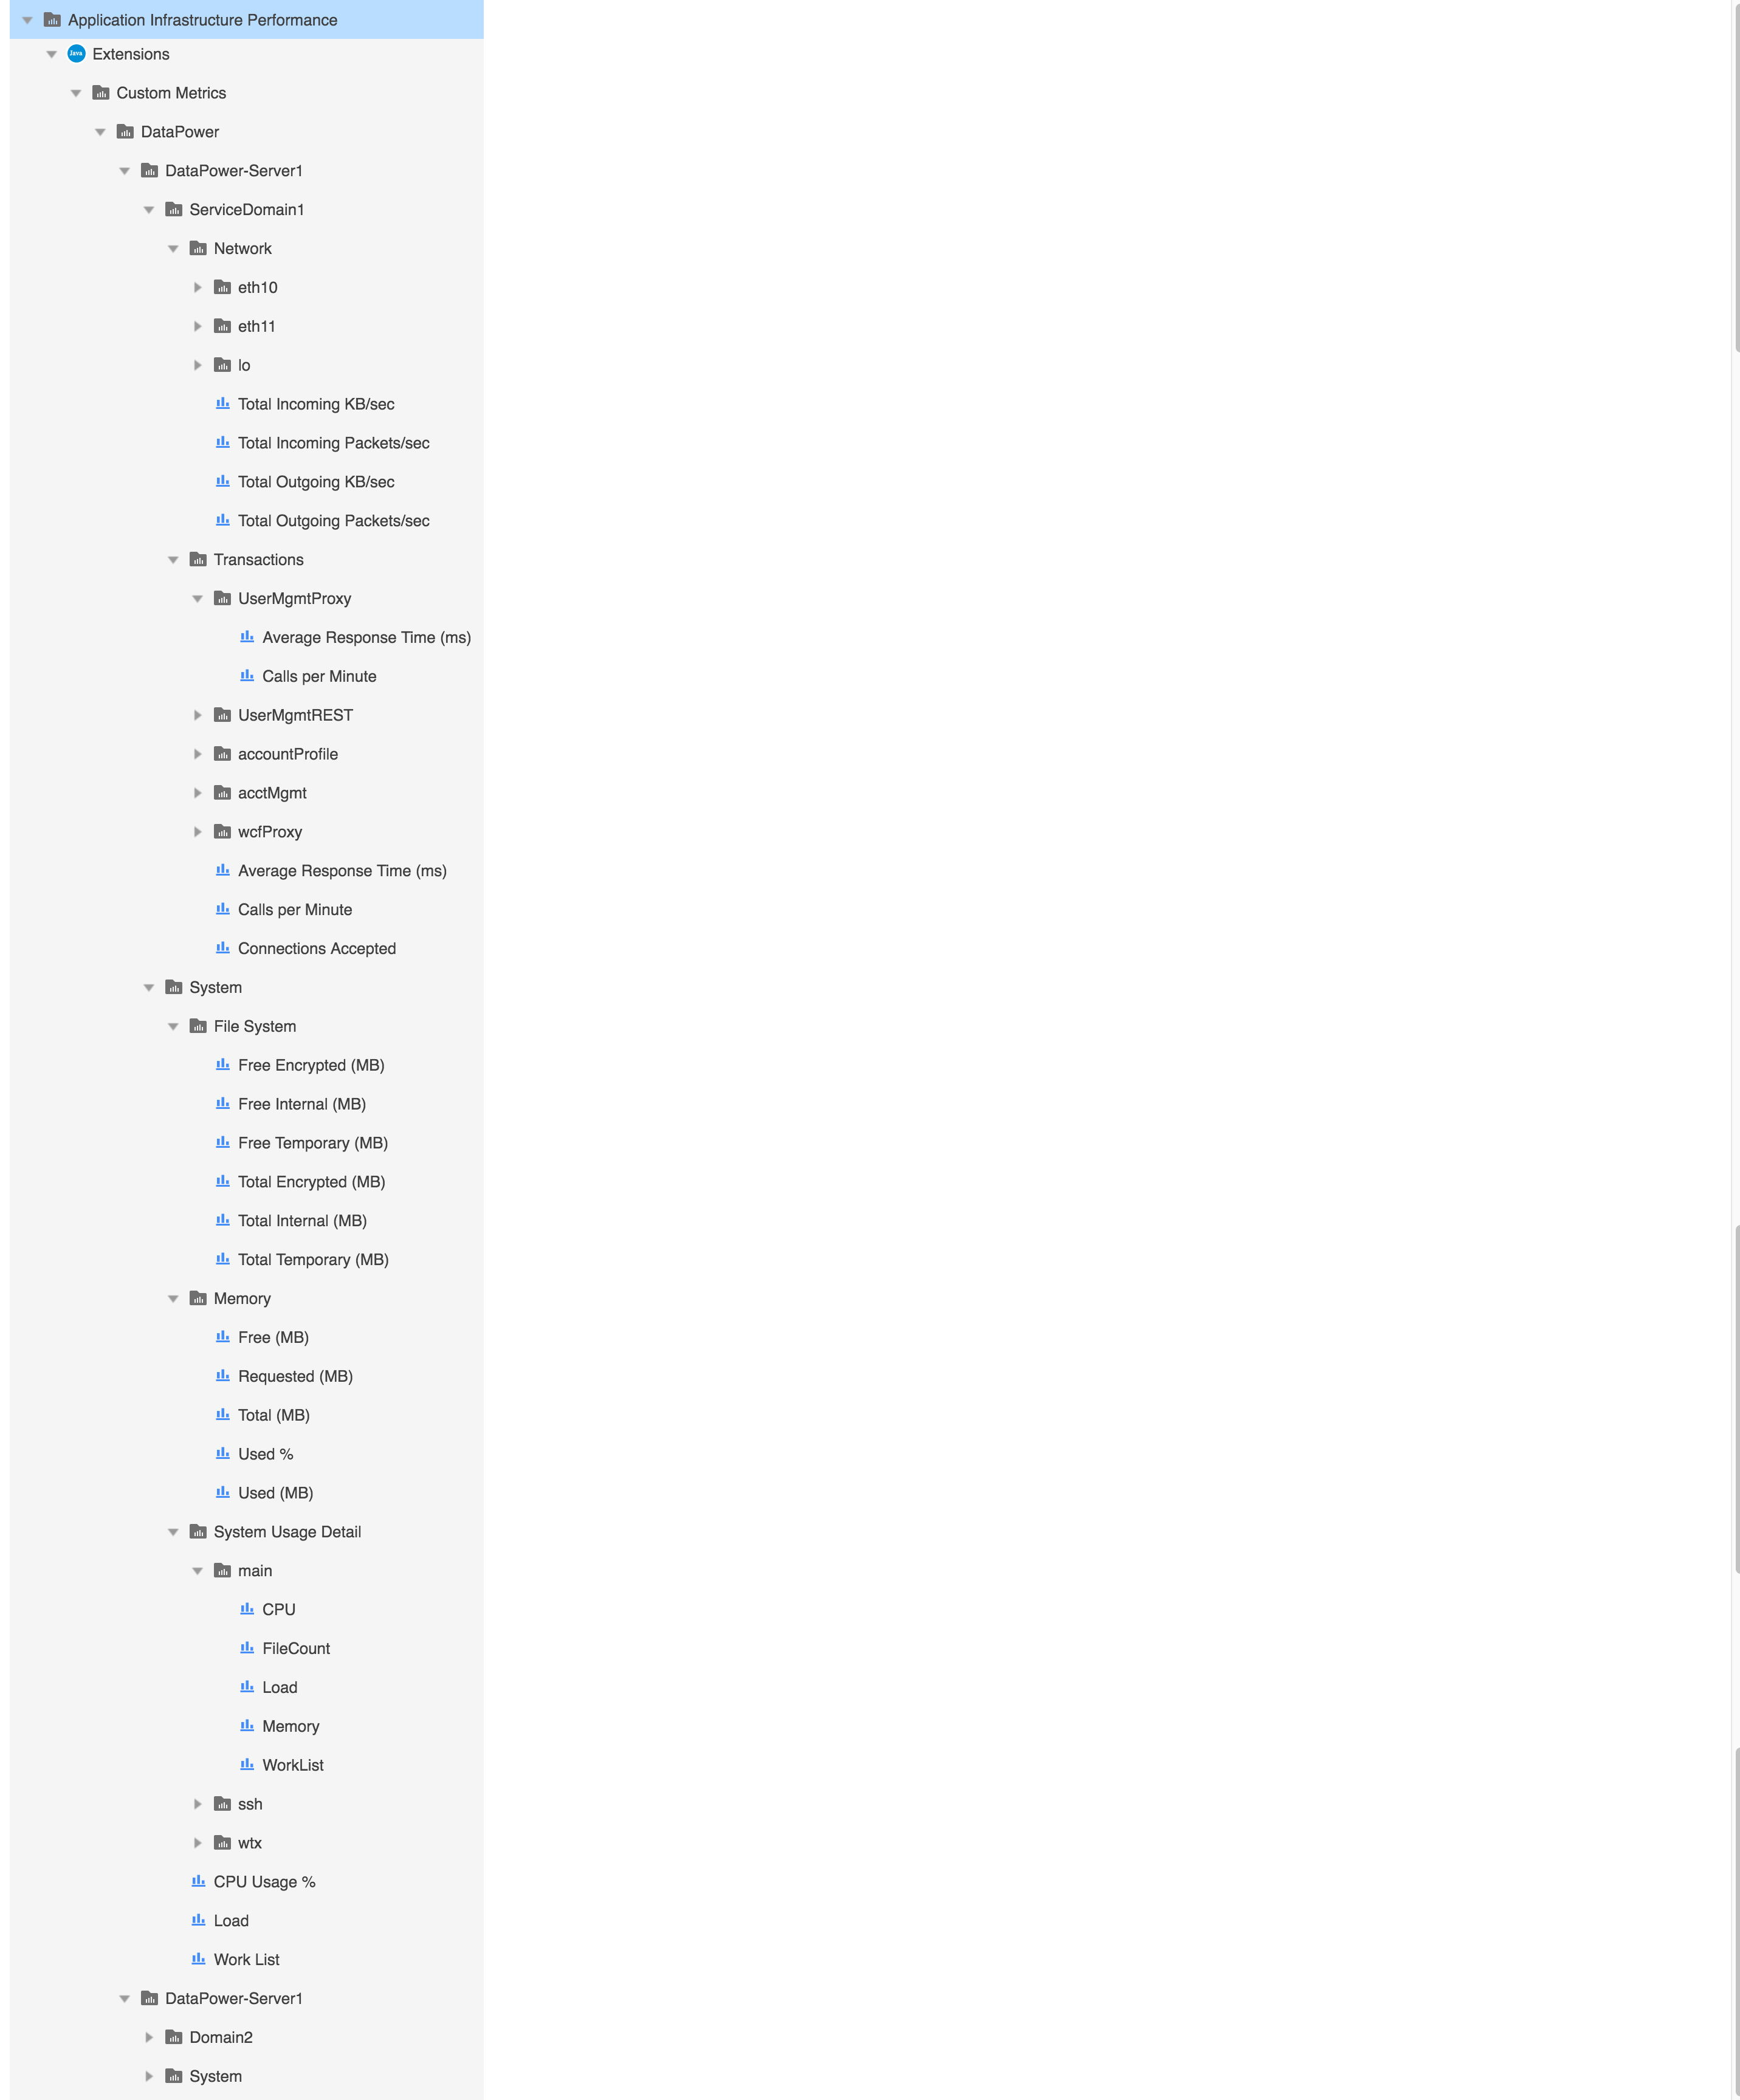 Application Infrastructure Performance
Java Extensions
Custom Metrics
DataPower
DataPower-Server1
ServiceDomain1
Network
eth10
eth11
lo
Total Incoming KB/sec
Total Incoming Packets/sec
Total Outgoing KB/sec
Total Outgoing Packets/sec
Transactions
UserMgmtProxy
Average Response Time (ms)
Calls per Minute
UserMgmtREST
accountProfile
acctMgmt
wcfProxy
Average Response Time (ms)
Calls per Minute
Connections Accepted
System
File System
Free Encrypted (MB)
Free Internal (MB)
Free Temporary (MB)
Total Encrypted (MB)
Total Internal (MB)
Total Temporary (MB)
Memory
Free (MB)
Requested (MB)
Total (MB)
Used %
Used (MB)
System Usage Detail
main
CPU
FileCount
Load
Memory
WorkList
ssh
wtx
CPU Usage %
Load
Work List
DataPower-Server1
Domain2
System